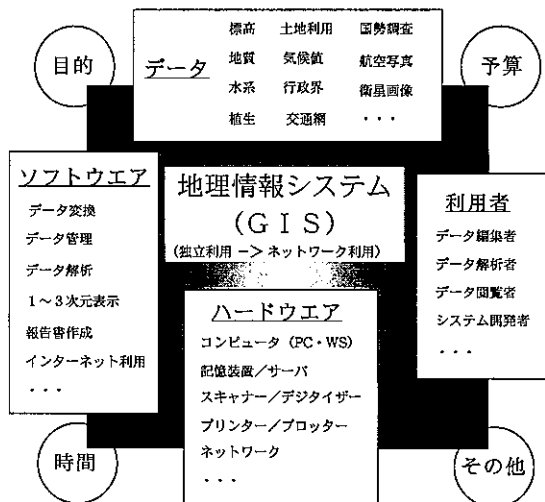 目的
データ
標高 土地利用 国勢調査
地質 気候値 航空写真
水系 行政界 衛星画像
植生 交通網 ・・・
予算
ソフトウエア
データ変換
データ管理
データ解析
1～3次元表示
報告書作成
インターネット利用
・・・
地理情報システム
(GIS)
(独立利用 -> ネットワーク利用)
利用者
データ編集者
データ解析者
データ閲覧者
システム開発者
・・・
ハードウエア
コンピュータ (PC・WS)
記憶装置／サーバ
スキャナー／デジタイザー
プリンター／プロッター
ネットワーク
・・・
時間
その他